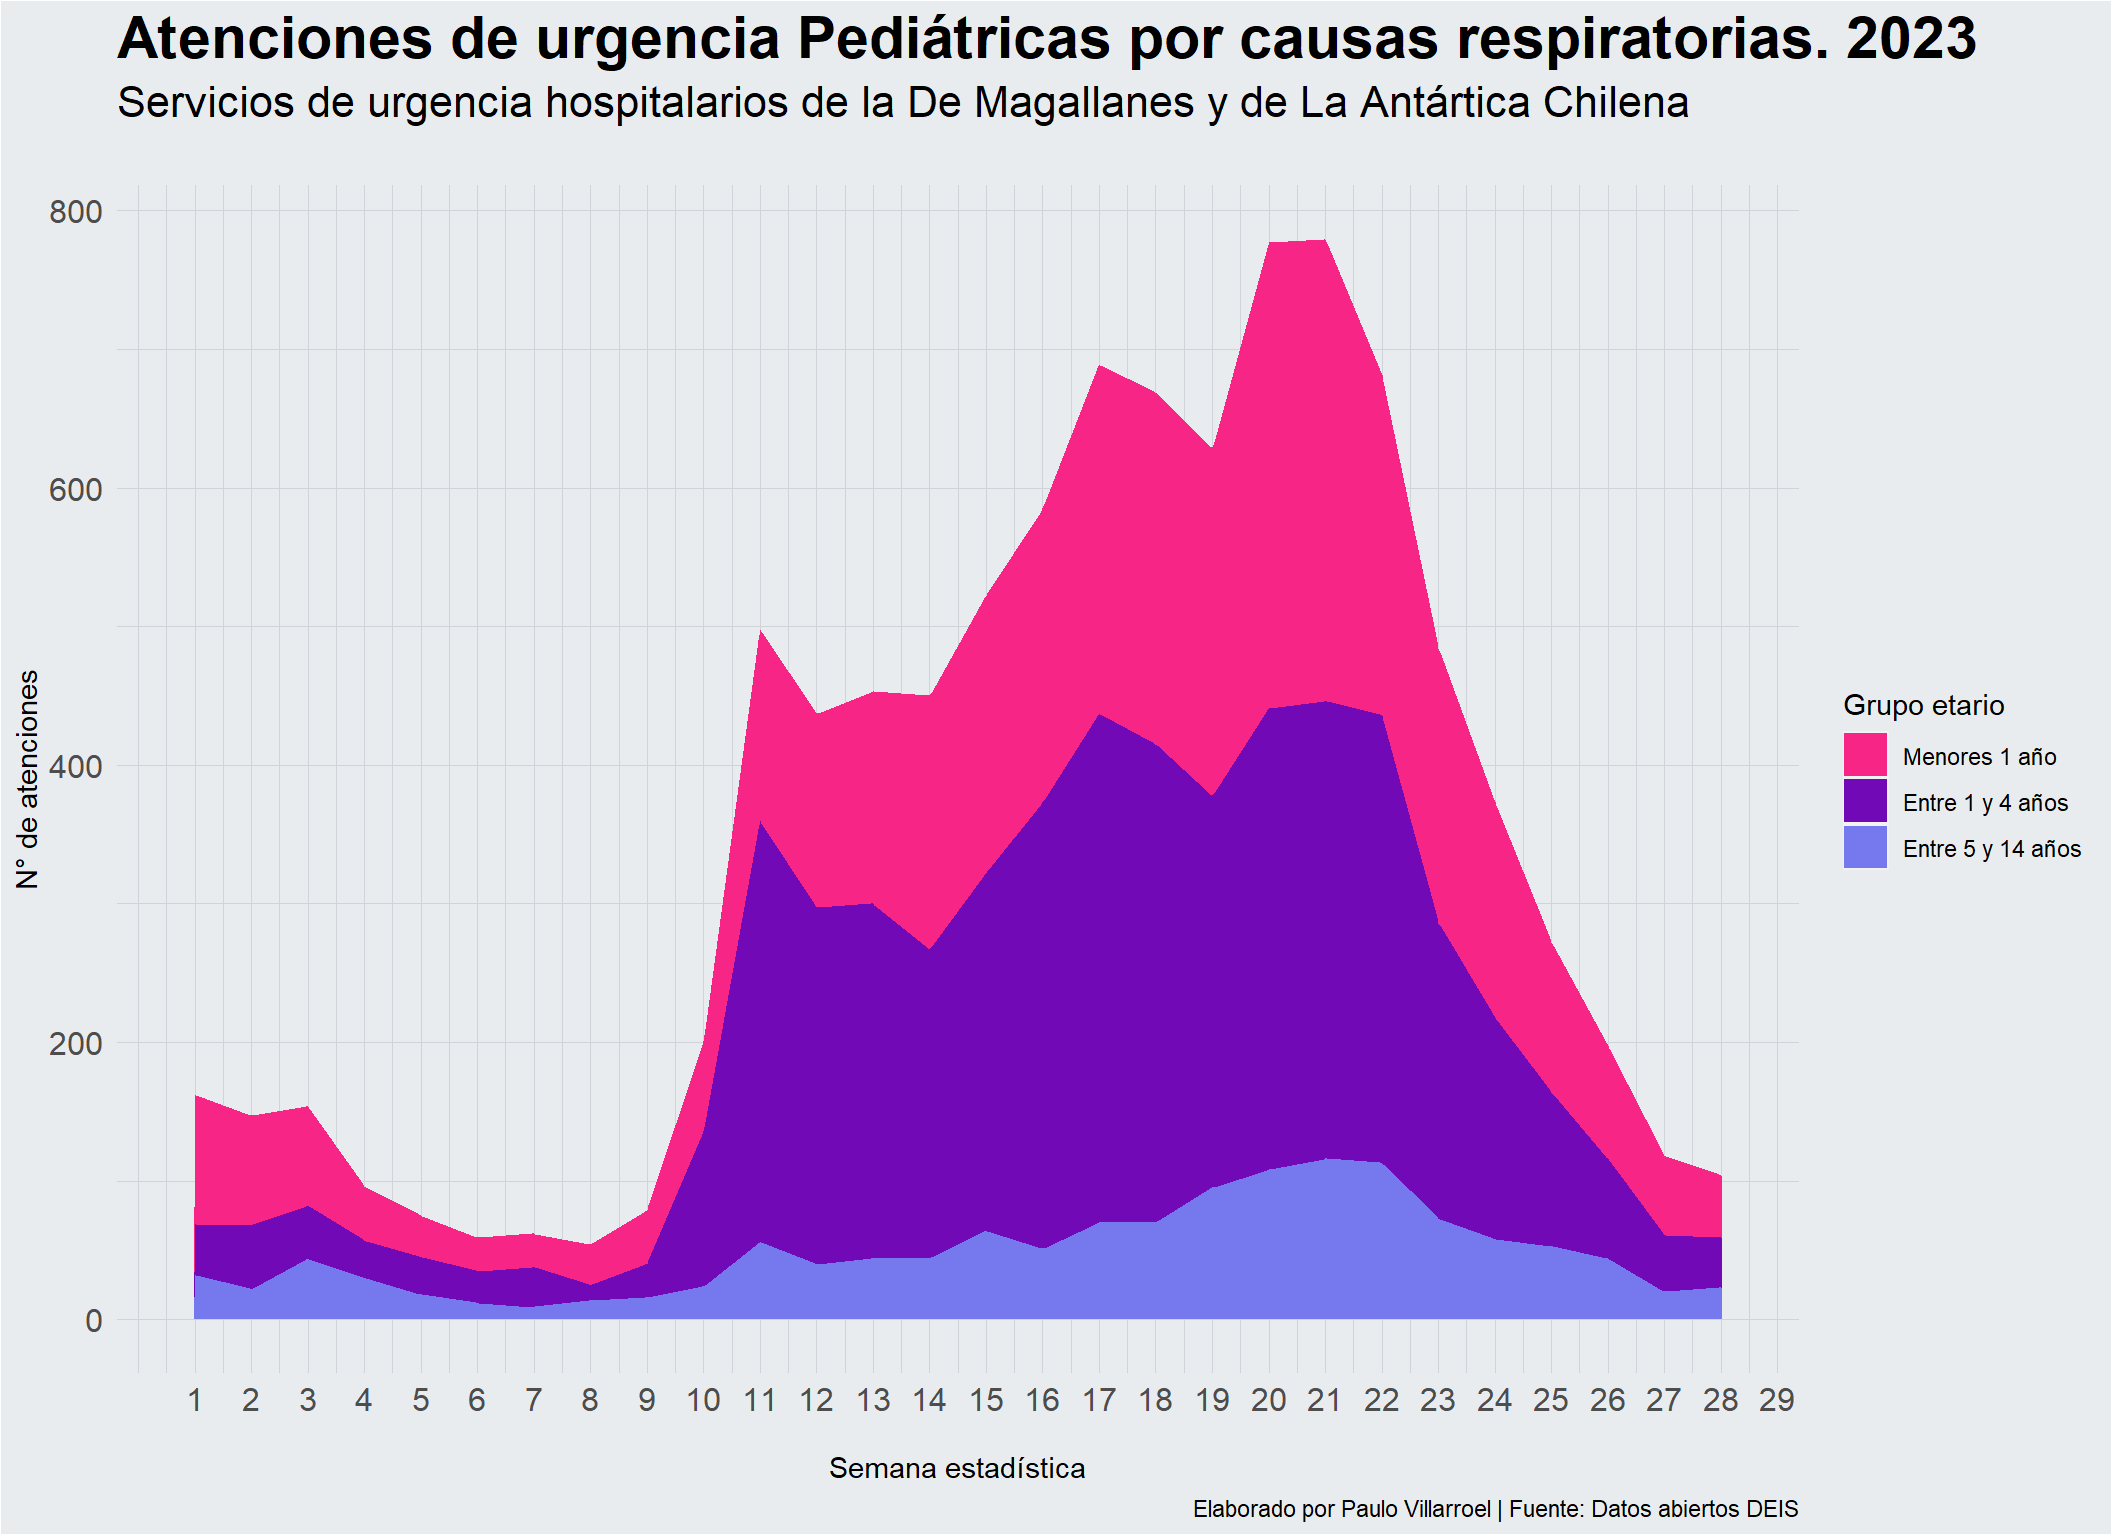 Atenciones de urgencia Pediátricas por causas respiratorias. 2023
Servicios de urgencia hospitalarios de la De Magallanes y de La Antártica Chilena
800
600
400
200
0
N° de atenciones
1 2 3 4 5 6 7 8 9 10 11 12 13 14 15 16 17 18 19 20 21 22 23 24 25 26 27 28 29
Semana estadística
Grupo etario
Menores 1 año
Entre 1 y 4 años
Entre 5 y 14 años
Elaborado por Paulo Villarroel | Fuente: Datos abiertos DEIS